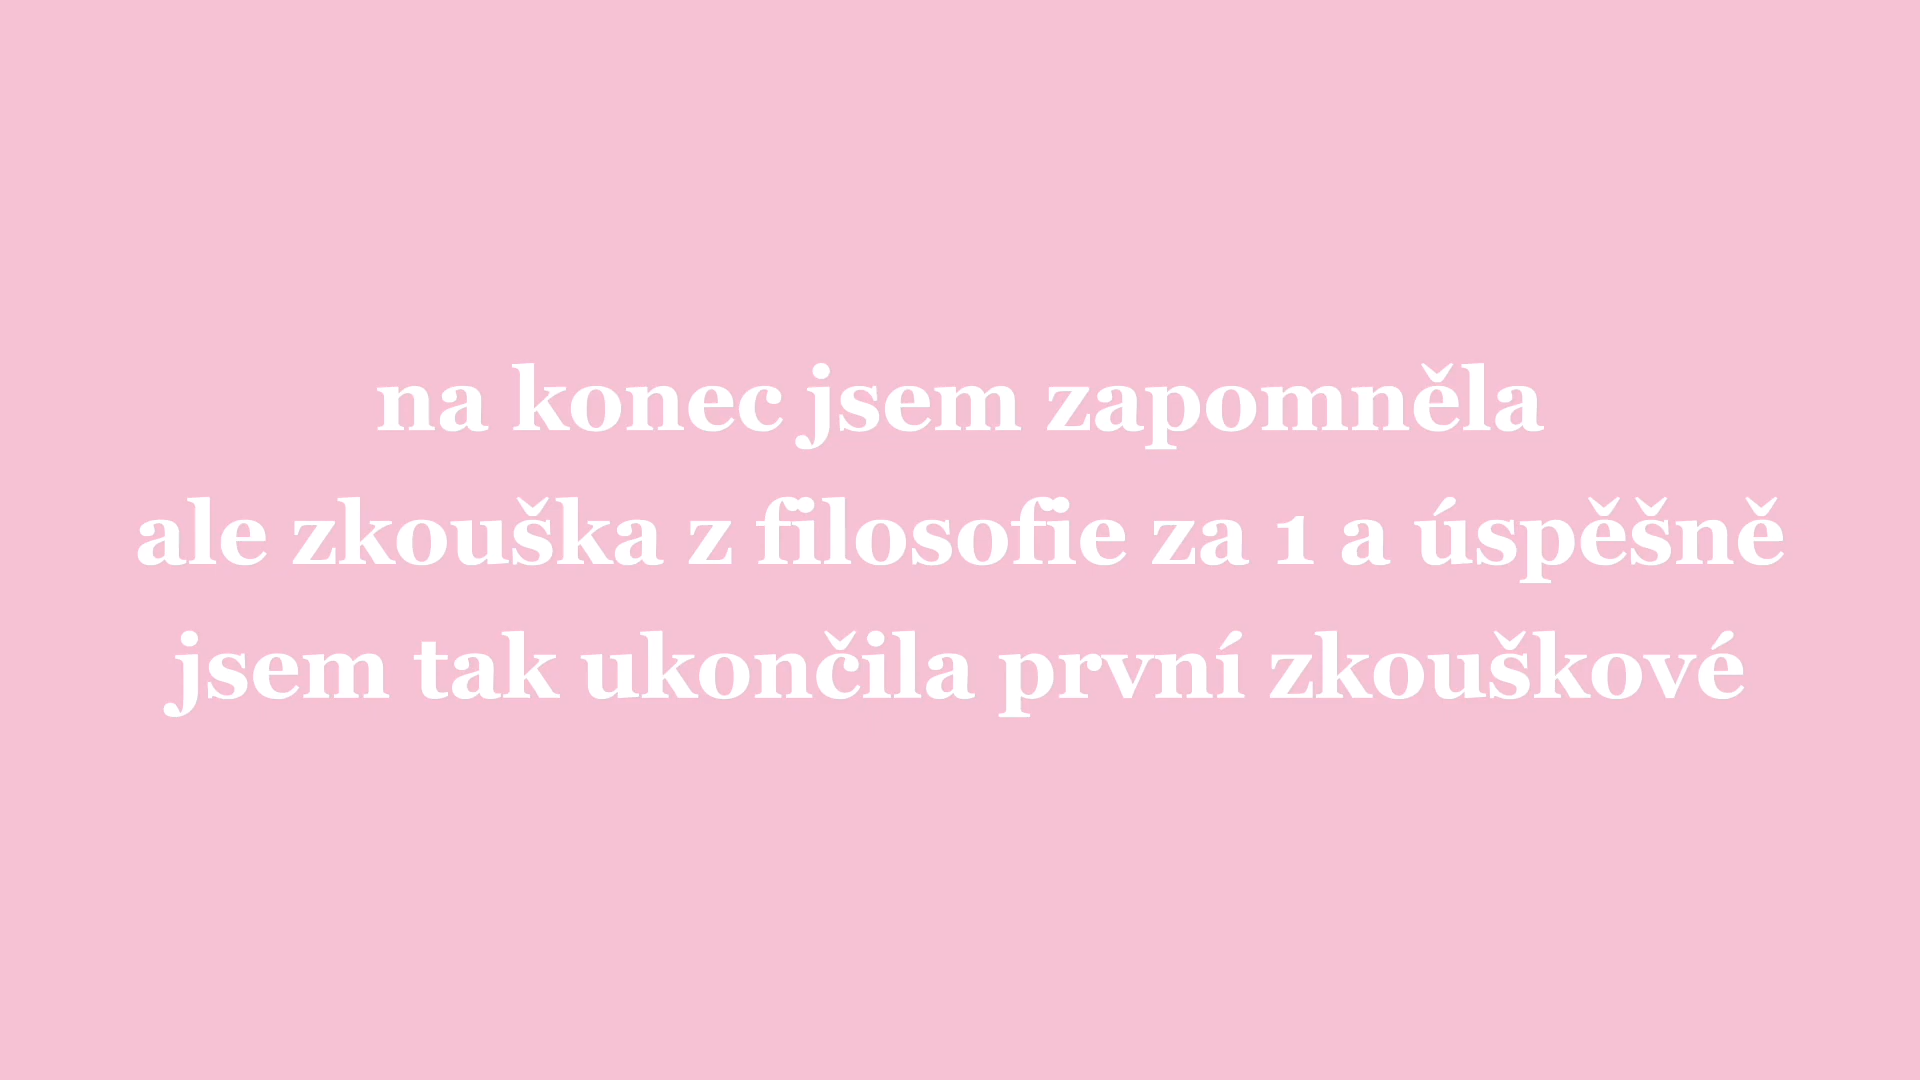 na konec jsem zapomněla
ale zkouška z filosofie za 1 a úspěšně
jsem tak ukončila první zkouškové